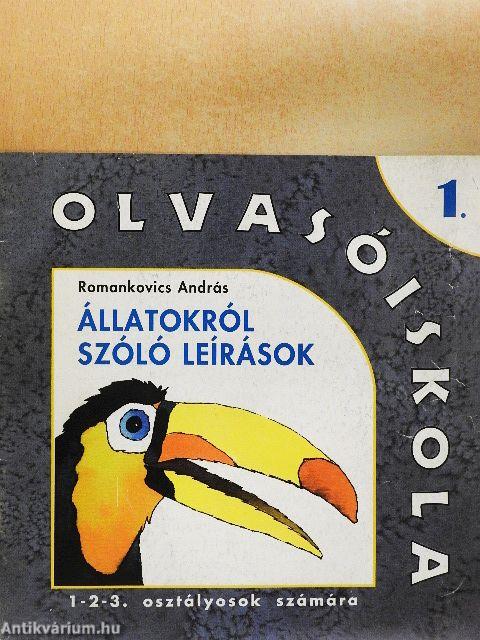 OLVASÓISKOLA
1.
Romankovics András
ÁLLATOKRÓL
SZÓLÓ LEÍRÁSOK
1-2-3. osztályosok számára
Antikvárium.hu